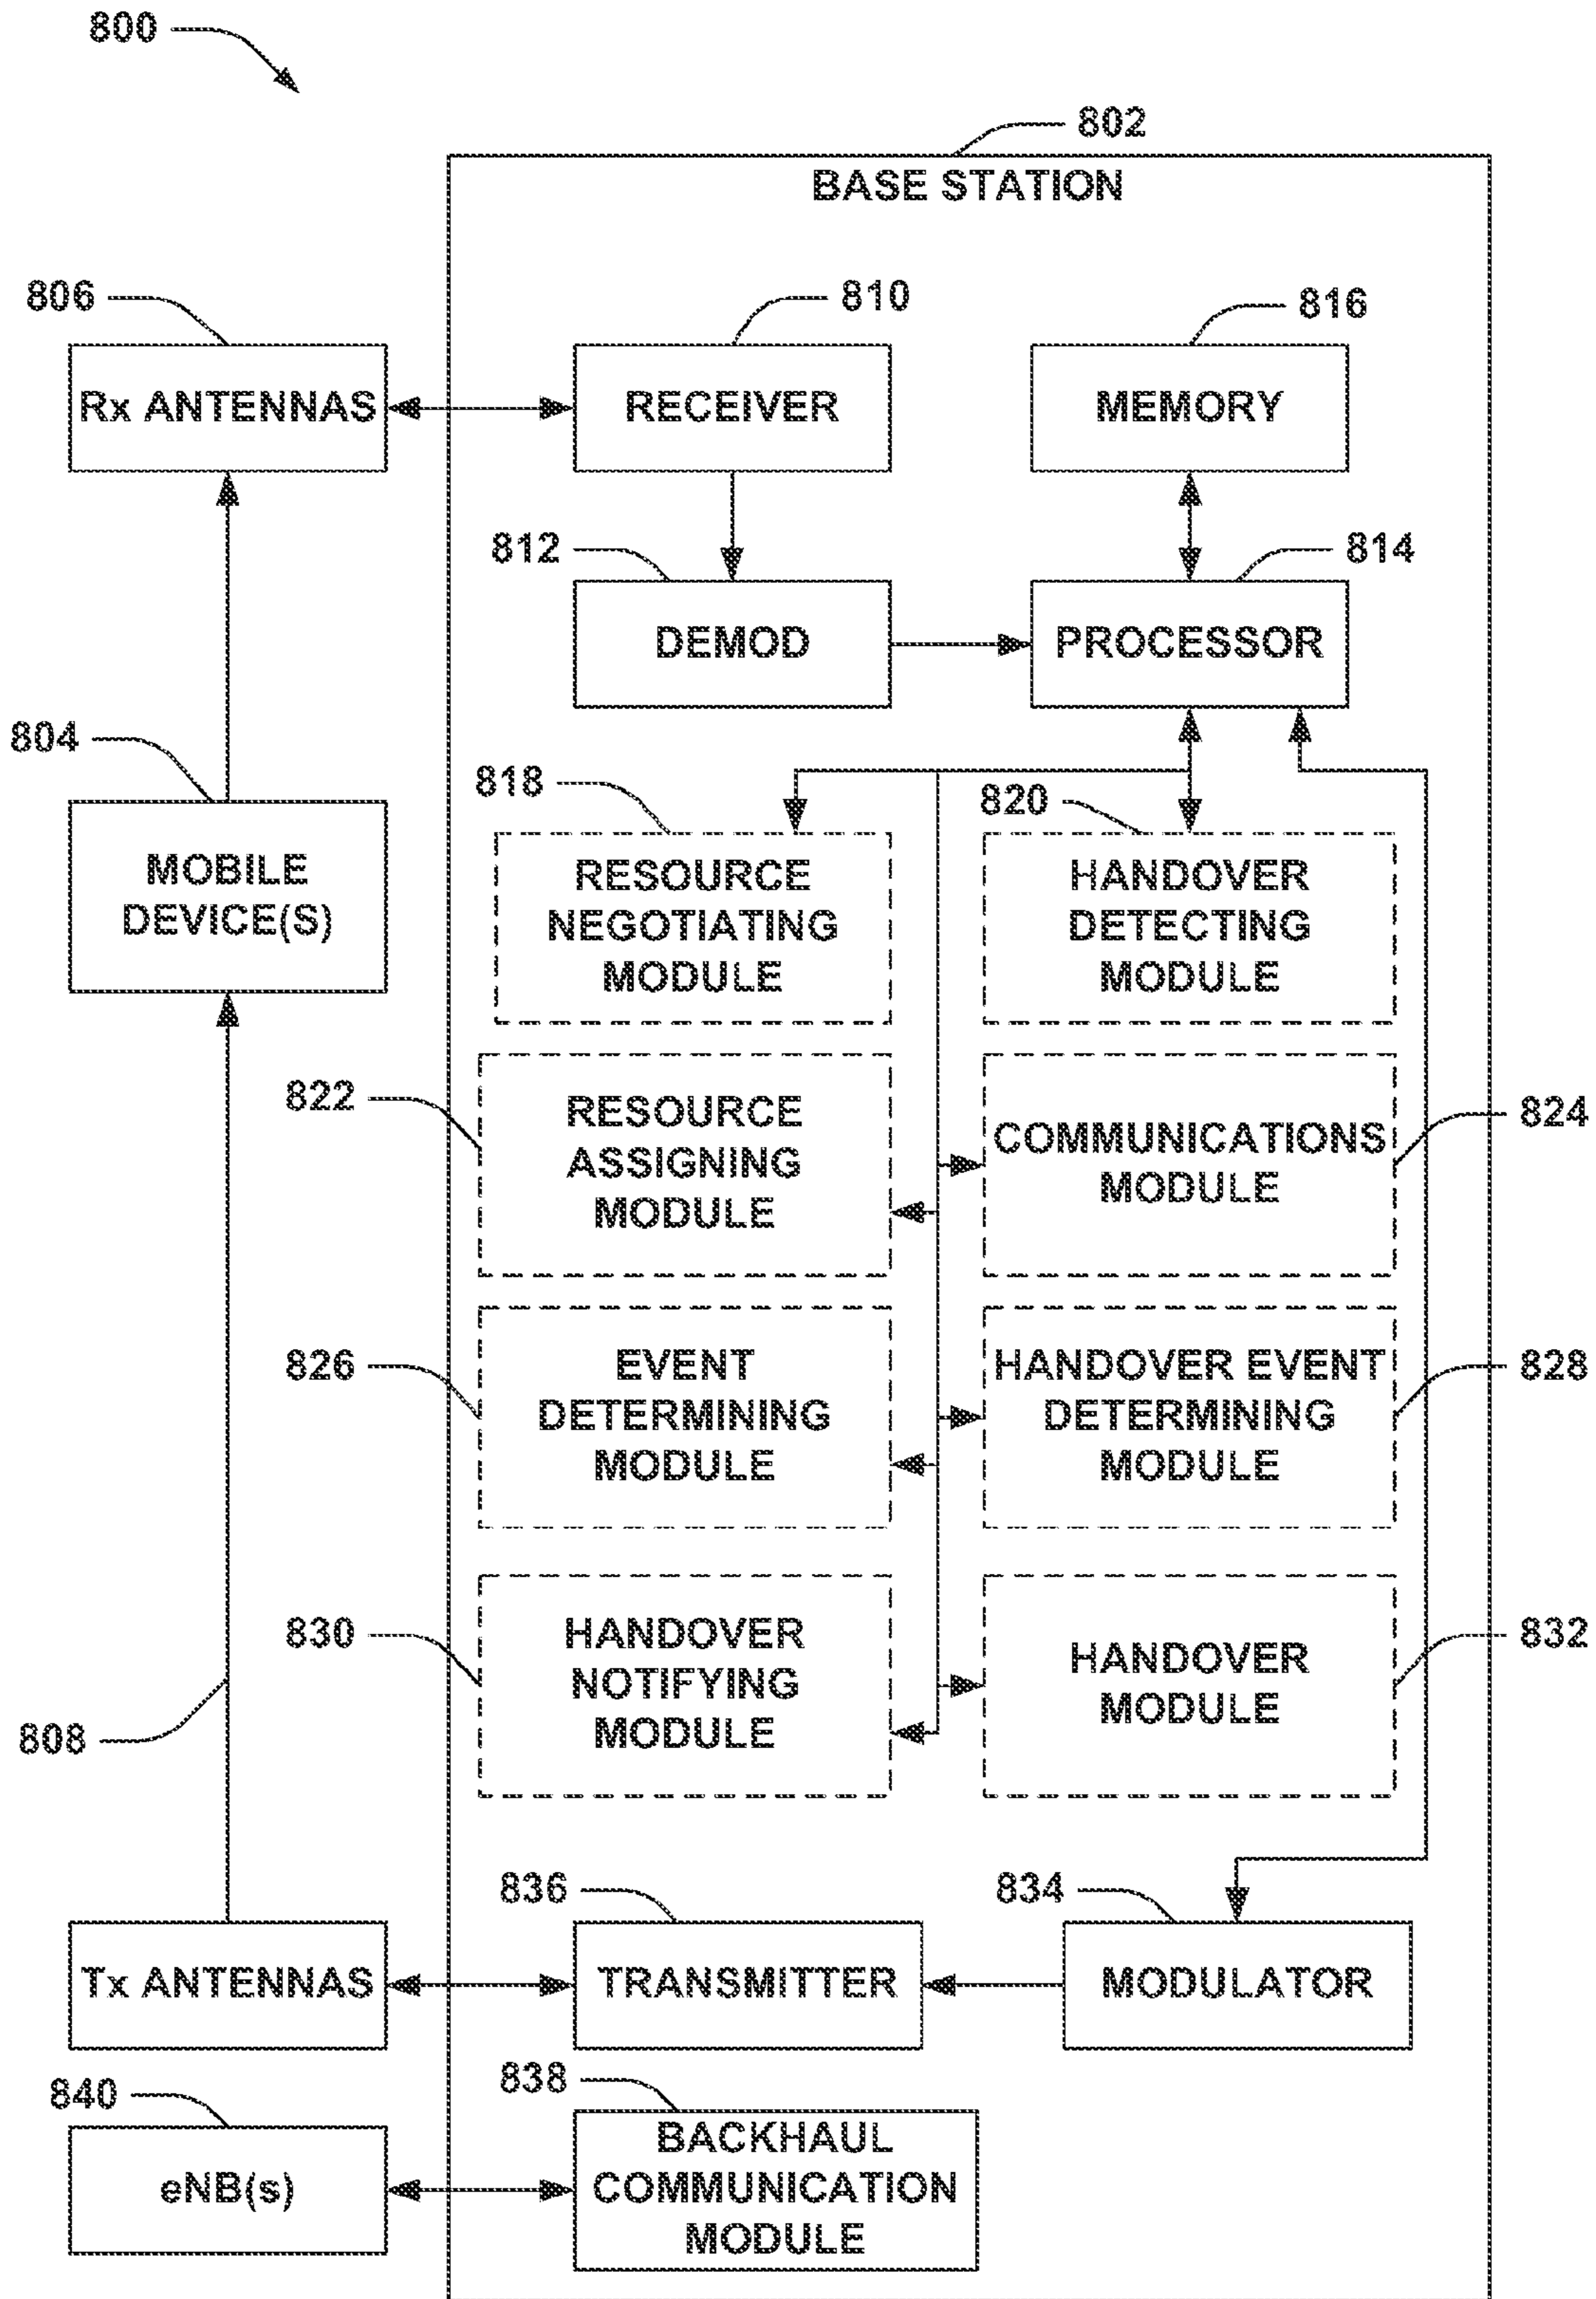 800
802
BASE STATION
806
810
816
Rx ANTENNAS
RECEIVER
MEMORY
812
814
DEMOD
PROCESSOR
804
818
820
MOBILE
DEVICE(S)
RESOURCE
NEGOTIATING
MODULE
HANDOVER
DETECTING
MODULE
822
RESOURCE
ASSIGNING
MODULE
COMMUNICATIONS
MODULE
824
826
EVENT
DETERMINING
MODULE
HANDOVER EVENT
DETERMINING
MODULE
828
830
HANDOVER
NOTIFYING
MODULE
HANDOVER
MODULE
832
808
836
834
Tx ANTENNAS
TRANSMITTER
MODULATOR
840
838
eNB(s)
BACKHAUL
COMMUNICATION
MODULE